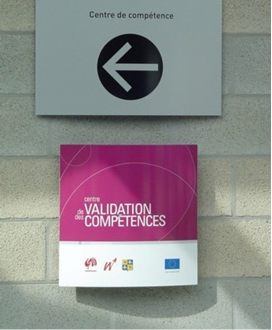 Centre de compétence
centre
de VALIDATION
des COMPÉTENCES